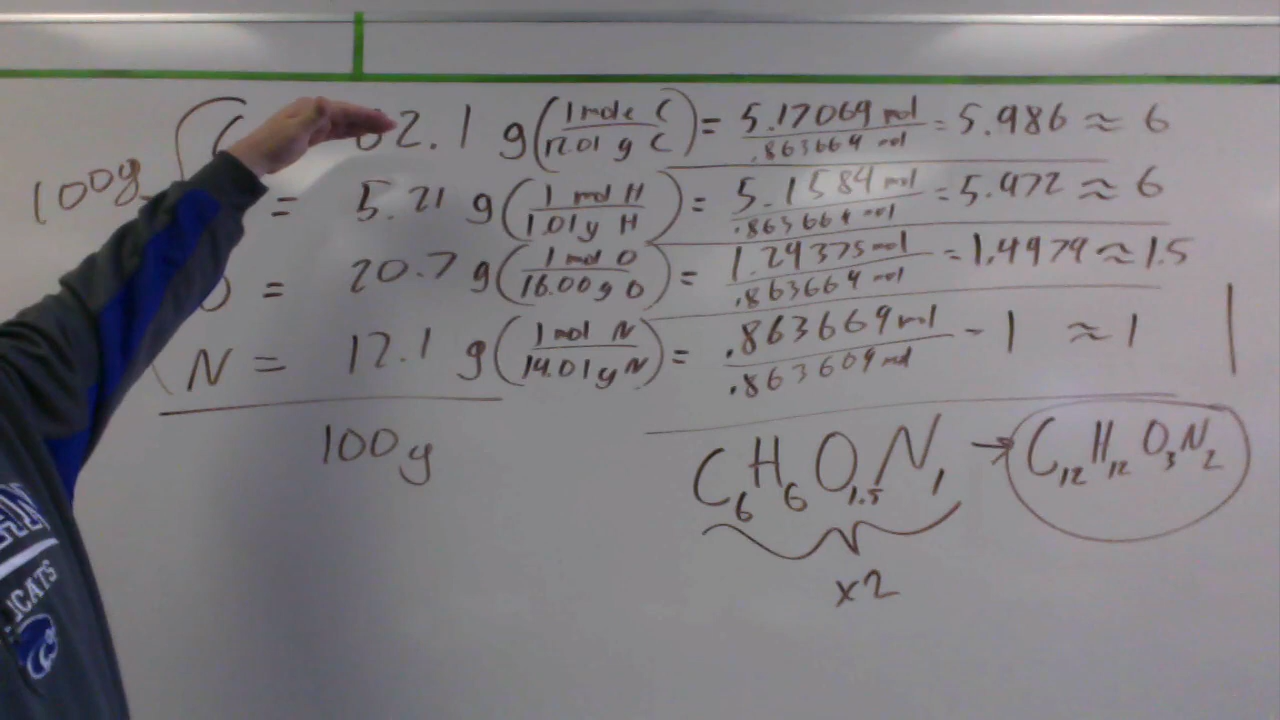 C 62.1 g (1 mole C / 12.01 g C) = 5.17069 mol / .863664 mol = 5.986 ≈ 6
100g = 5.21 g (1 mol H / 1.01 g H) = 5.1584 mol / .863664 mol = 5.972 ≈ 6
O = 20.7 g (1 mol O / 16.00 g O) = 1.29375 mol / .863664 mol = 1.4979 ≈ 1.5
N = 12.1 g (1 mol N / 14.01 g N) = .863669 mol / .863609 mol - 1 ≈ 1
100g
C6H6O1.5N1 → C12H12O3N2
x2
CATS